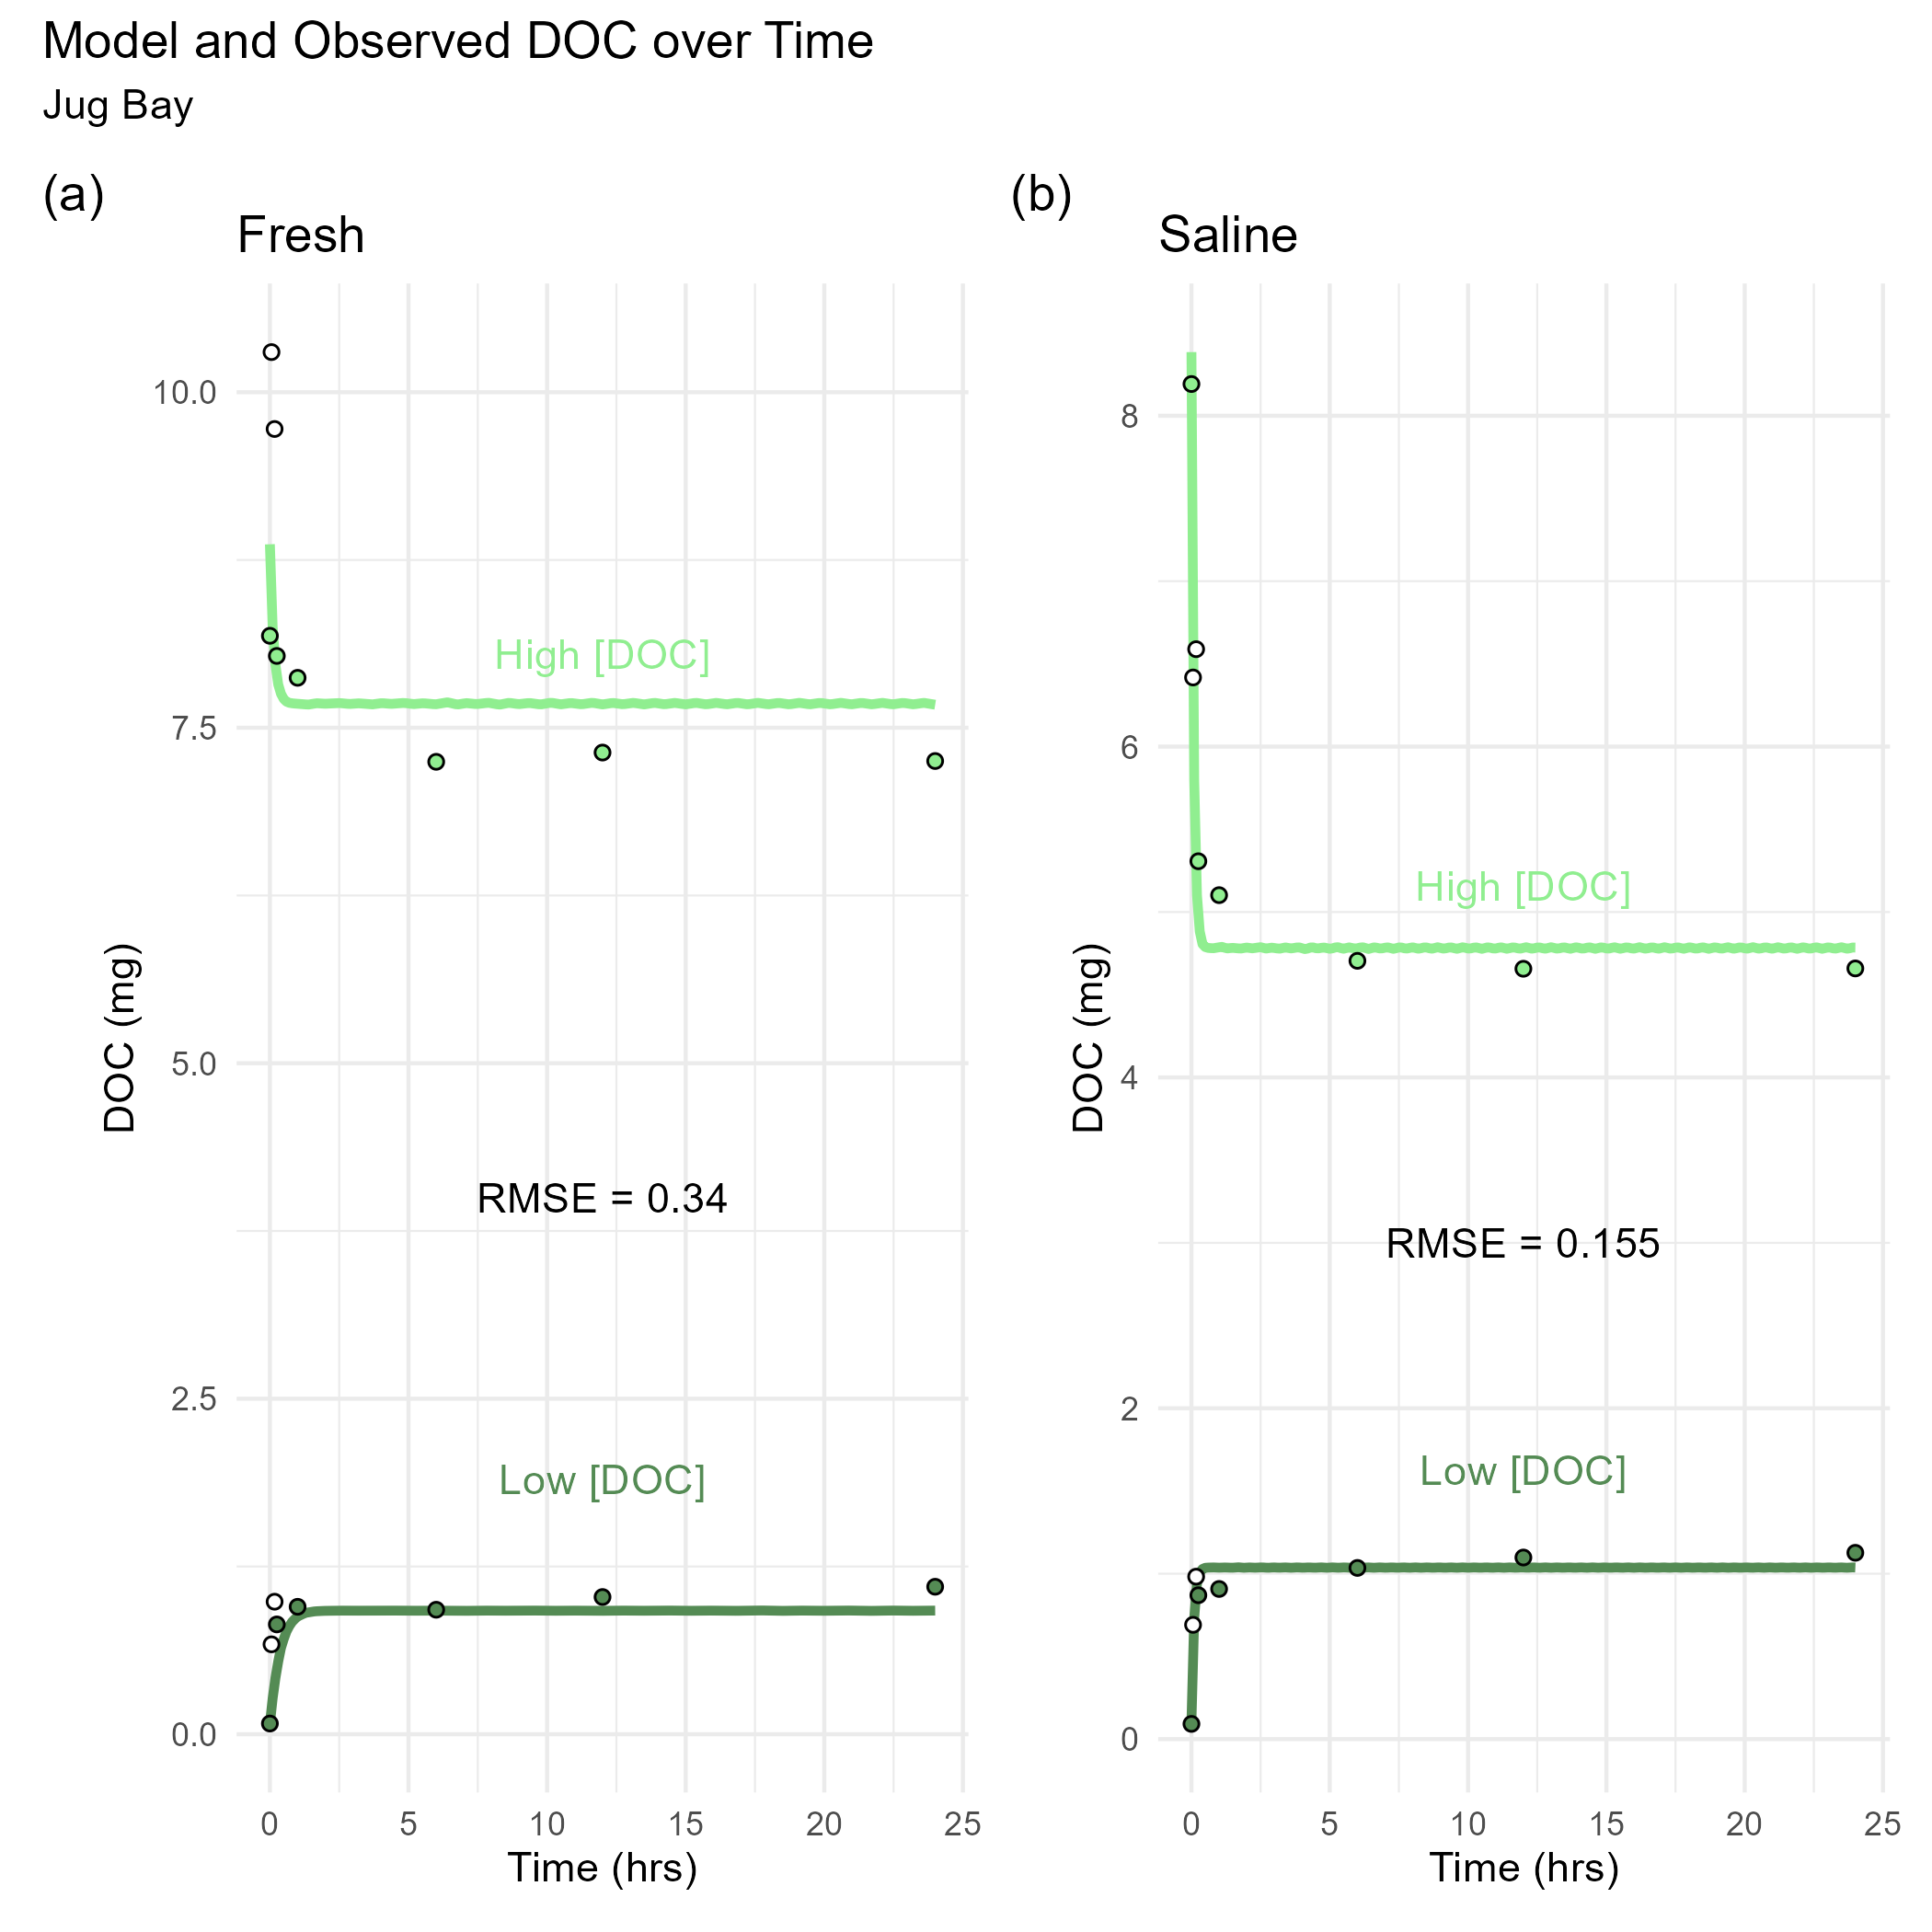 Model and Observed DOC over Time
Jug Bay
(a)
Fresh
10.0
7.5
5.0
2.5
0.0
DOC (mg)
High [DOC]
RMSE = 0.34
Low [DOC]
0 5 10 15 20 25
Time (hrs)
(b)
Saline
8
6
4
2
0
DOC (mg)
High [DOC]
RMSE = 0.155
Low [DOC]
0 5 10 15 20 25
Time (hrs)